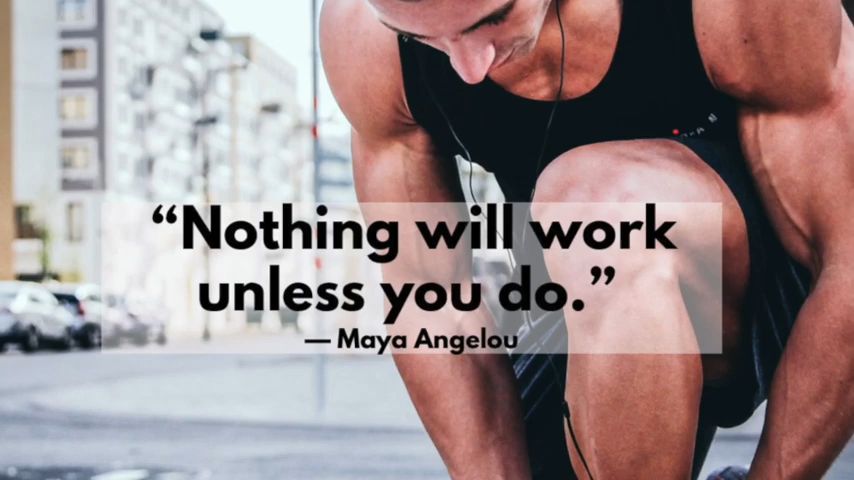 “Nothing will work
unless you do.”
— Maya Angelou